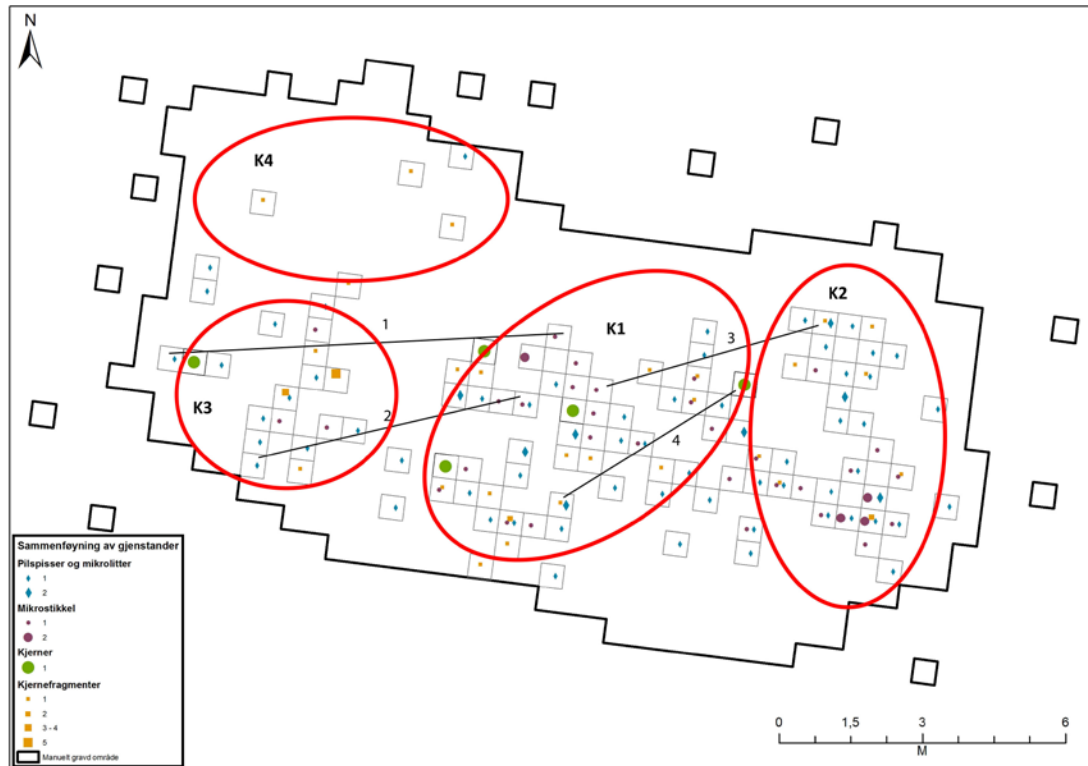 N
K4
K1
K2
1
3
K3
2
4
Sammenføyning av gjenstander
Pilspisser og mikrolitter
1
2
Mikrostikkel
1
2
Kjerner
1
Kjernefragmenter
1
2
3 - 4
5
Manuelt gravd område
0 1,5 3 6
M